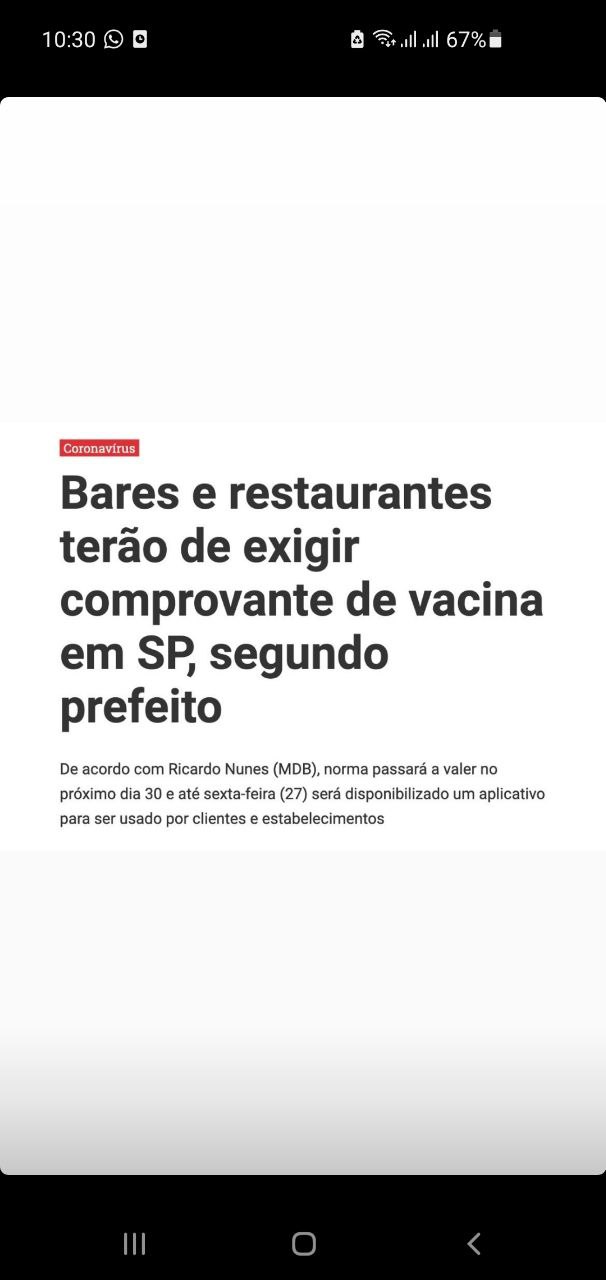 10:30 67%
Coronavírus
Bares e restaurantes
terão de exigir
comprovante de vacina
em SP, segundo
prefeito
De acordo com Ricardo Nunes (MDB), norma passará a valer no
próximo dia 30 e até sexta-feira (27) será disponibilizado um aplicativo
para ser usado por clientes e estabelecimentos